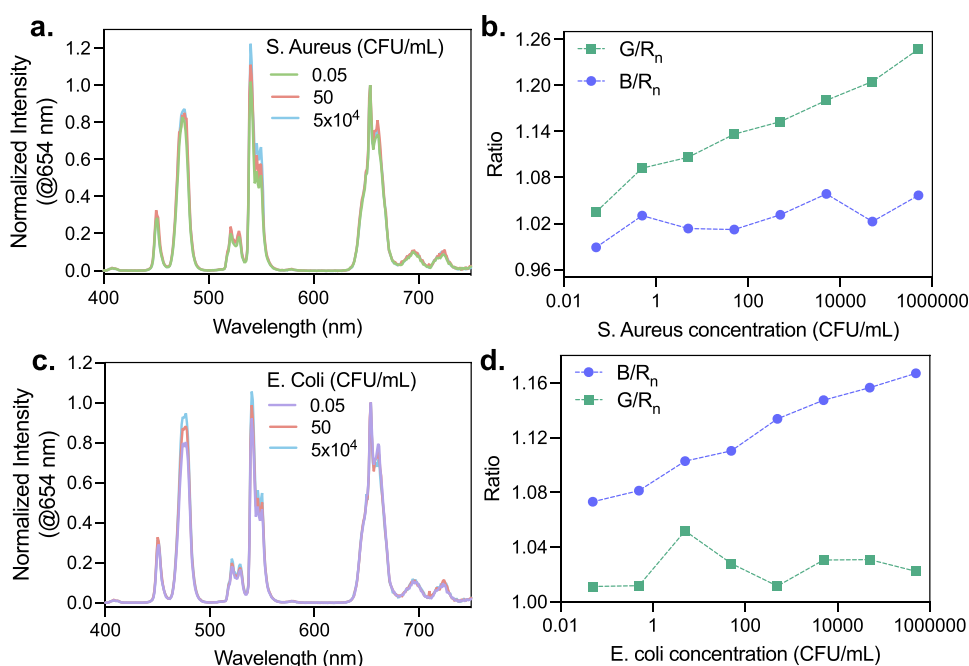 a.
Normalized Intensity
(@654 nm)
1.2
1.0
0.8
0.6
0.4
0.2
0.0
S. Aureus (CFU/mL)
0.05
50
5x10⁴
400 500 600 700
Wavelength (nm)
b.
Ratio
1.26
1.20
1.14
1.08
1.02
0.96
G/Rₙ
B/Rₙ
0.01 1 100 10000 1000000
S. Aureus concentration (CFU/mL)
c.
Normalized Intensity
(@654 nm)
1.2
1.0
0.8
0.6
0.4
0.2
0.0
E. Coli (CFU/mL)
0.05
50
5x10⁴
400 500 600 700
Wavelength (nm)
d.
Ratio
1.16
1.12
1.08
1.04
1.00
B/Rₙ
G/Rₙ
0.01 1 100 10000 1000000
E. coli concentration (CFU/mL)